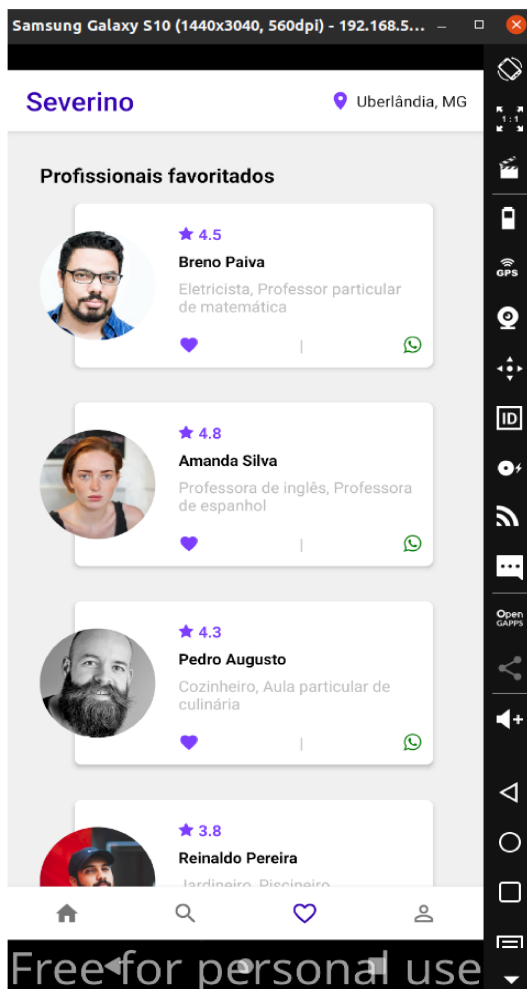 Samsung Galaxy S10 (1440x3040, 560dpi) - 192.168.5...
Severino
Uberlândia, MG
1:1
Profissionais favoritados
4.5
Breno Paiva
Eletricista, Professor particular
de matemática
|
GPS
ID
4.8
Amanda Silva
Professora de inglês, Professora
de espanhol
|
Open
GAPPS
4.3
Pedro Augusto
Cozinheiro, Aula particular de
culinária
|
3.8
Reinaldo Pereira
Jardineiro, Piscineiro
Free for personal use